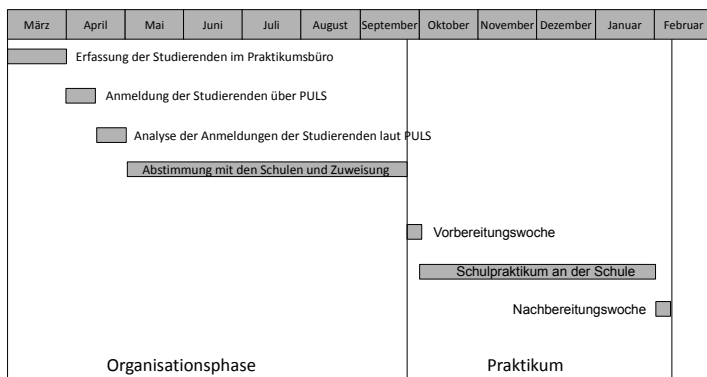 März April Mai Juni Juli August September Oktober November Dezember Januar Februar
Erfassung der Studierenden im Praktikumsbüro
Anmeldung der Studierenden über PULS
Analyse der Anmeldungen der Studierenden laut PULS
Abstimmung mit den Schulen und Zuweisung
Vorbereitungswoche
Schulpraktikum an der Schule
Nachbereitungswoche
Organisationsphase Praktikum